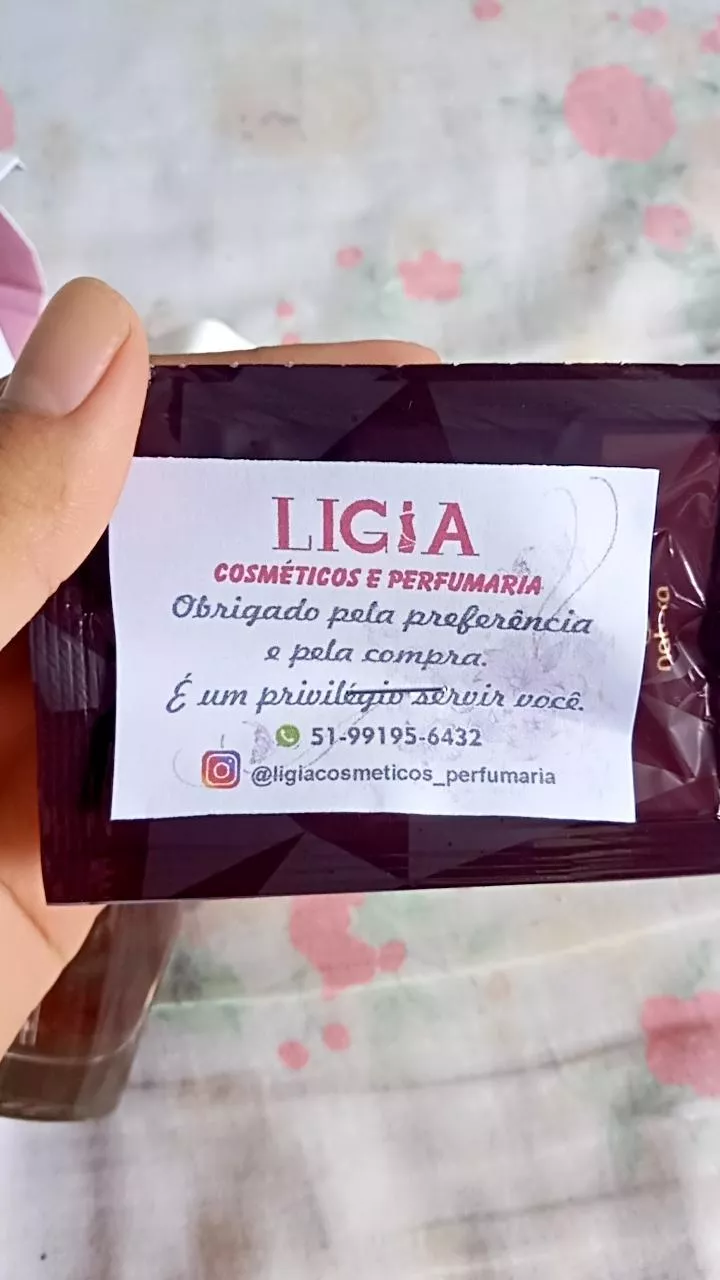 LIGIA
COSMÉTICOS E PERFUMARIA
Obrigado pela preferência
e pela compra.
É um privilégio servir você.
51-99195-6432
@ligiacosmeticos_perfumaria